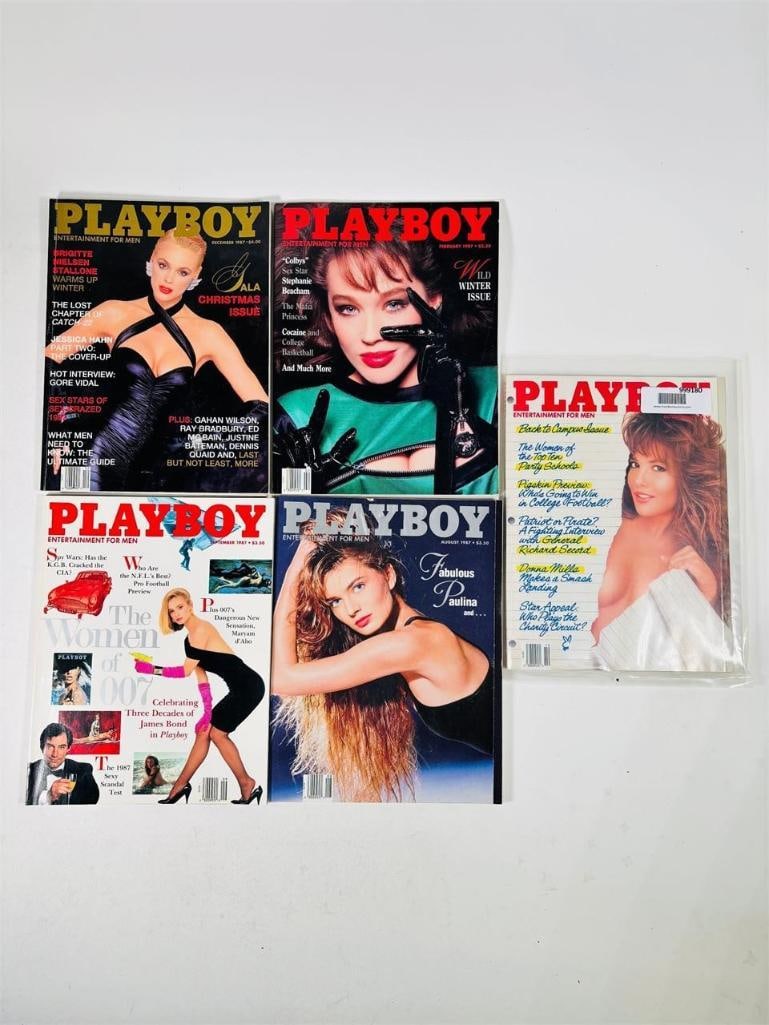 PLAYBOY
ENTERTAINMENT FOR MEN
DECEMBER 1987 • $4.00
BRIGITTE
NIELSEN
STALLONE
WARMS UP
WINTER
THE LOST
CHAPTER OF
CATCH-22
JESSICA HAHN
PART TWO:
THE COVER-UP
HOT INTERVIEW:
GORE VIDAL
SEX STARS OF
WHAT MEN
NEED TO
KNOW: THE
ULTIMATE GUIDE
GALA
CHRISTMAS
ISSUE
PLUS: GAHAN WILSON,
RAY BRADBURY, ED
MC BAIN, JUSTINE
BATEMAN, DENNIS
QUAID AND, LAST
BUT NOT LEAST, MORE
PLAYBOY
ENTERTAINMENT FOR MEN
FEBRUARY 1987 • $3.50
"Colbys"
Sex Star
Stephanie
Beacham
The Mafia
Princess
Cocaine and
College
Basketball
And Much More
WILD
WINTER
ISSUE
PLAYBOY
ENTERTAINMENT FOR MEN
999180
Back to Campus Issue
The Women of
the Top Ten
Party Schools
Pigskin Preview:
Who's Going to Win
in College Football?
Patriot or Pirate?
A Fighting Interview
with General
Richard Secord
Donna Mills
Makes a Smash
Landing
Star Appeal:
Who Plays the
Charity Circuit?
PLAYBOY
ENTERTAINMENT FOR MEN
SEPTEMBER 1987 • $3.50
Spy Wars: Has the
K.G.B. Cracked the
CIA?
Who Are
the N.F.L.'s Best?
Pro Football
Preview
The
Women
of
007
Plus 007's
Dangerous New
Sensation,
Maryam
d'Abo
PLAYBOY
Celebrating
Three Decades of
James Bond
in Playboy
The 1987
Sexy
Scandal
Test
PLAYBOY
ENTERTAINMENT FOR MEN
AUGUST 1987 • $3.50
Fabulous
Paulina
and . . .